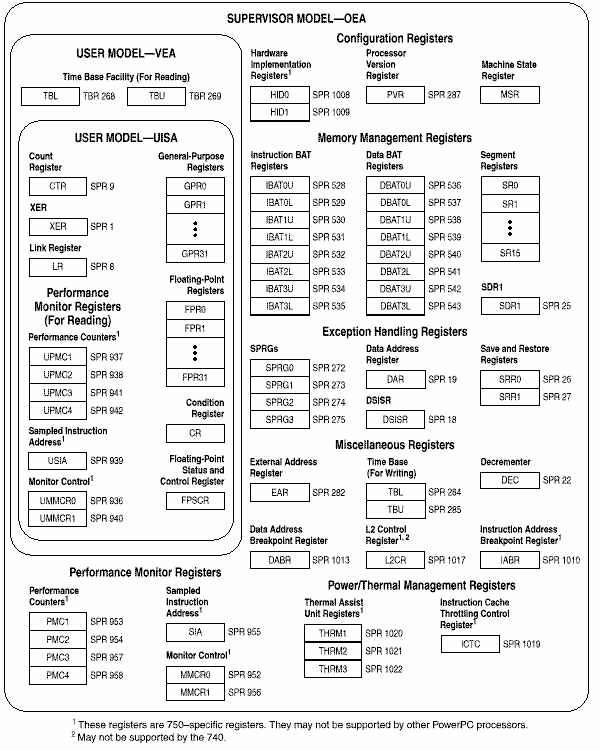 SUPERVISOR MODEL—OEA
USER MODEL—VEA
Time Base Facility (For Reading)
TBL TBR 268 TBU TBR 269
USER MODEL—UISA
Count
Register
CTR SPR 9
XER
XER SPR 1
Link Register
LR SPR 8
Performance
Monitor Registers
(For Reading)
Performance Counters1
UPMC1 SPR 937
UPMC2 SPR 938
UPMC3 SPR 941
UPMC4 SPR 942
Sampled Instruction
Address1
USIA SPR 939
Monitor Control1
UMMCR0 SPR 936
UMMCR1 SPR 940
General-Purpose
Registers
GPR0
GPR1
GPR31
Floating-Point
Registers
FPR0
FPR1
FPR31
Condition
Register
CR
Floating-Point
Status and
Control Register
FPSCR
Configuration Registers
Hardware
Implementation
Registers1
HID0 SPR 1008
HID1 SPR 1009
Processor
Version
Register
PVR SPR 287
Machine State
Register
MSR
Memory Management Registers
Instruction BAT
Registers
IBAT0U SPR 528
IBAT0L SPR 529
IBAT1U SPR 530
IBAT1L SPR 531
IBAT2U SPR 532
IBAT2L SPR 533
IBAT3U SPR 534
IBAT3L SPR 535
Data BAT
Registers
DBAT0U SPR 536
DBAT0L SPR 537
DBAT1U SPR 538
DBAT1L SPR 539
DBAT2U SPR 540
DBAT2L SPR 541
DBAT3U SPR 542
DBAT3L SPR 543
Segment
Registers
SR0
SR1
SR15
SDR1
SDR1 SPR 25
Exception Handling Registers
SPRGs
SPRG0 SPR 272
SPRG1 SPR 273
SPRG2 SPR 274
SPRG3 SPR 275
Data Address
Register
DAR SPR 19
DSISR
DSISR SPR 18
Save and Restore
Registers
SRR0 SPR 26
SRR1 SPR 27
Miscellaneous Registers
External Address
Register
EAR SPR 282
Time Base
(For Writing)
TBL SPR 284
TBU SPR 285
Decrementer
DEC SPR 22
Data Address
Breakpoint Register
DABR SPR 1013
L2 Control
Register1, 2
L2CR SPR 1017
Instruction Address
Breakpoint Register1
IABR SPR 1010
Performance Monitor Registers
Performance
Counters1
PMC1 SPR 953
PMC2 SPR 954
PMC3 SPR 957
PMC4 SPR 958
Sampled
Instruction
Address1
SIA SPR 955
Monitor Control1
MMCR0 SPR 952
MMCR1 SPR 956
Power/Thermal Management Registers
Thermal Assist
Unit Registers1
THRM1 SPR 1020
THRM2 SPR 1021
THRM3 SPR 1022
Instruction Cache
Throttling Control
Register1
ICTC SPR 1019
1 These registers are 750–specific registers. They may not be supported by other PowerPC processors.
2 May not be supported by the 740.